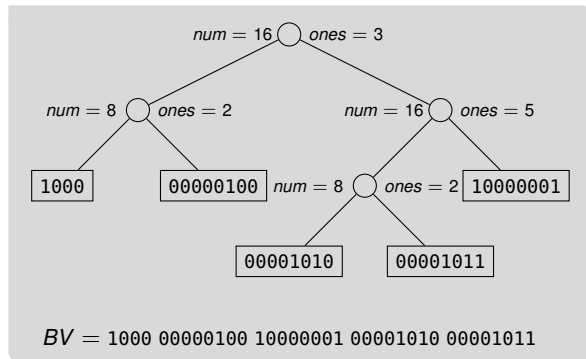 num = 16 ones = 3
num = 8 ones = 2 num = 16 ones = 5
1000 00000100 num = 8 ones = 2 10000001
00001010 00001011
BV = 1000 00000100 10000001 00001010 00001011